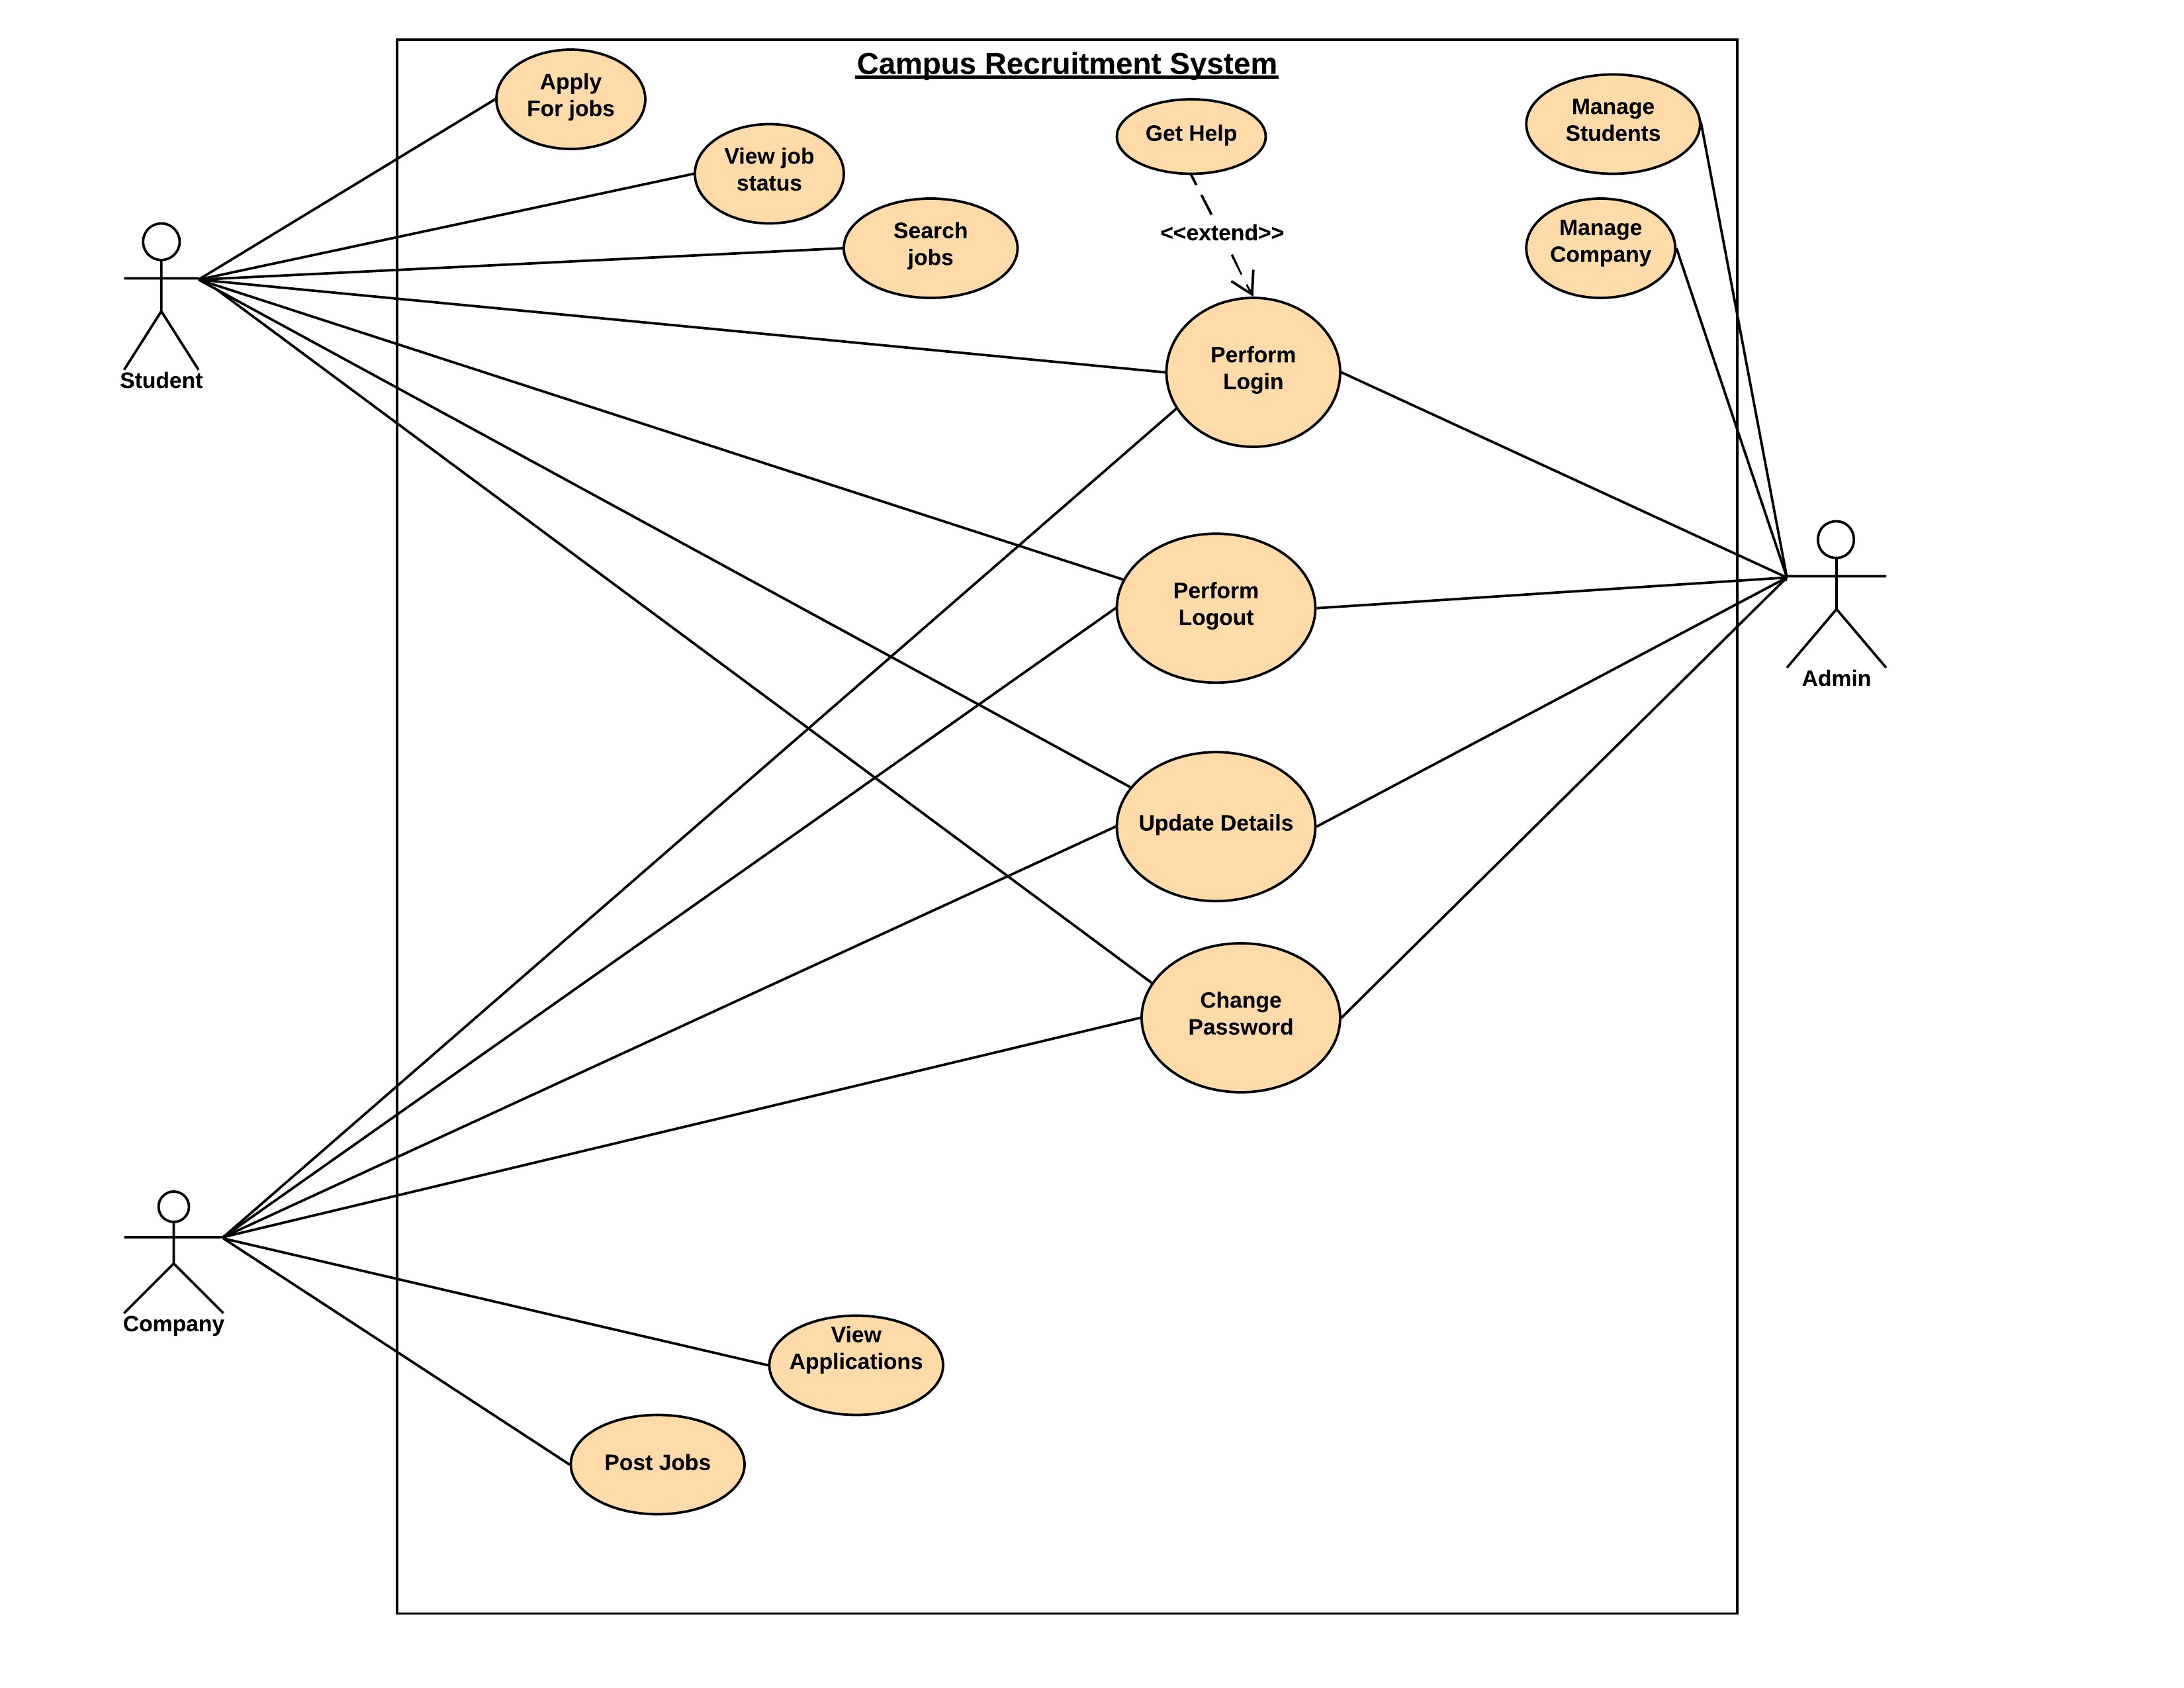 Campus Recruitment System
Apply
For jobs
View job
status
Search
jobs
Get Help
<<extend>>
Manage
Students
Manage
Company
Perform
Login
Student
Perform
Logout
Admin
Update Details
Change
Password
Company
View
Applications
Post Jobs